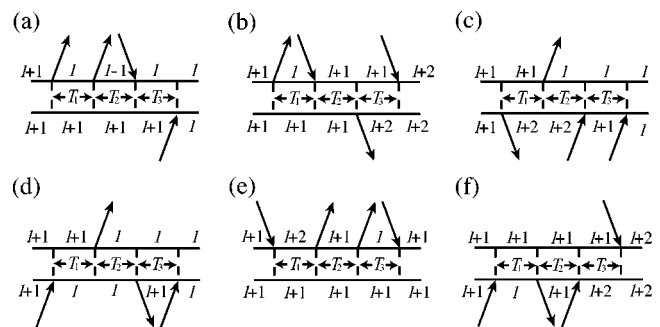 (a) (b) (c)
l+1 l l-1 l l l+1 l l+1 l+1 l+2 l+1 l+1 l l l
T₁ T₂ T₃ T₁ T₂ T₃ T₁ T₂ T₃
l+1 l+1 l+1 l+1 l l+1 l+1 l+1 l+2 l+2 l+1 l+2 l+2 l+1 l
(d) (e) (f)
l+1 l+1 l l l l+1 l+2 l+1 l l+1 l+1 l+1 l+1 l+1 l+2
T₁ T₂ T₃ T₁ T₂ T₃ T₁ T₂ T₃
l+1 l l l+1 l l+1 l+1 l+1 l+1 l+1 l+1 l l+1 l+2 l+2